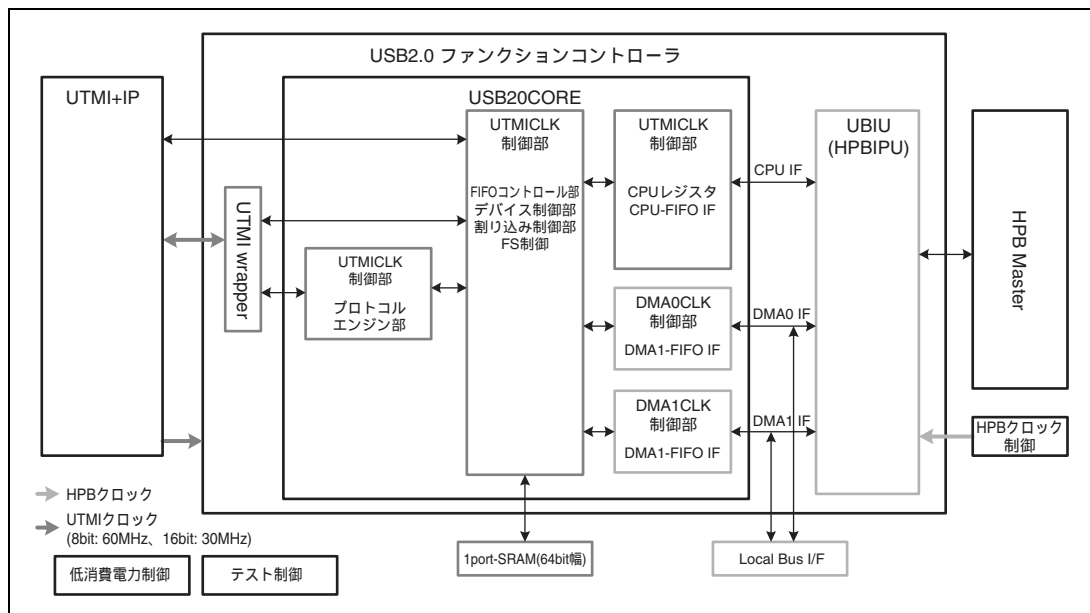 USB2.0 ファンクションコントローラ
UTMI+IP
USB20CORE
UTMICLK
制御部
FIFOコントロール部
デバイス制御部
割り込み制御部
FS制御
UTMICLK
制御部
CPUレジスタ
CPU-FIFO IF
CPU IF
UBIU
(HPBIPU)
HPB Master
UTMI wrapper
UTMICLK
制御部
プロトコル
エンジン部
DMA0CLK
制御部
DMA1-FIFO IF
DMA0 IF
DMA1CLK
制御部
DMA1-FIFO IF
DMA1 IF
HPBクロック
制御
HPBクロック
UTMIクロック
(8bit: 60MHz、16bit: 30MHz)
1port-SRAM(64bit幅)
Local Bus I/F
低消費電力制御
テスト制御